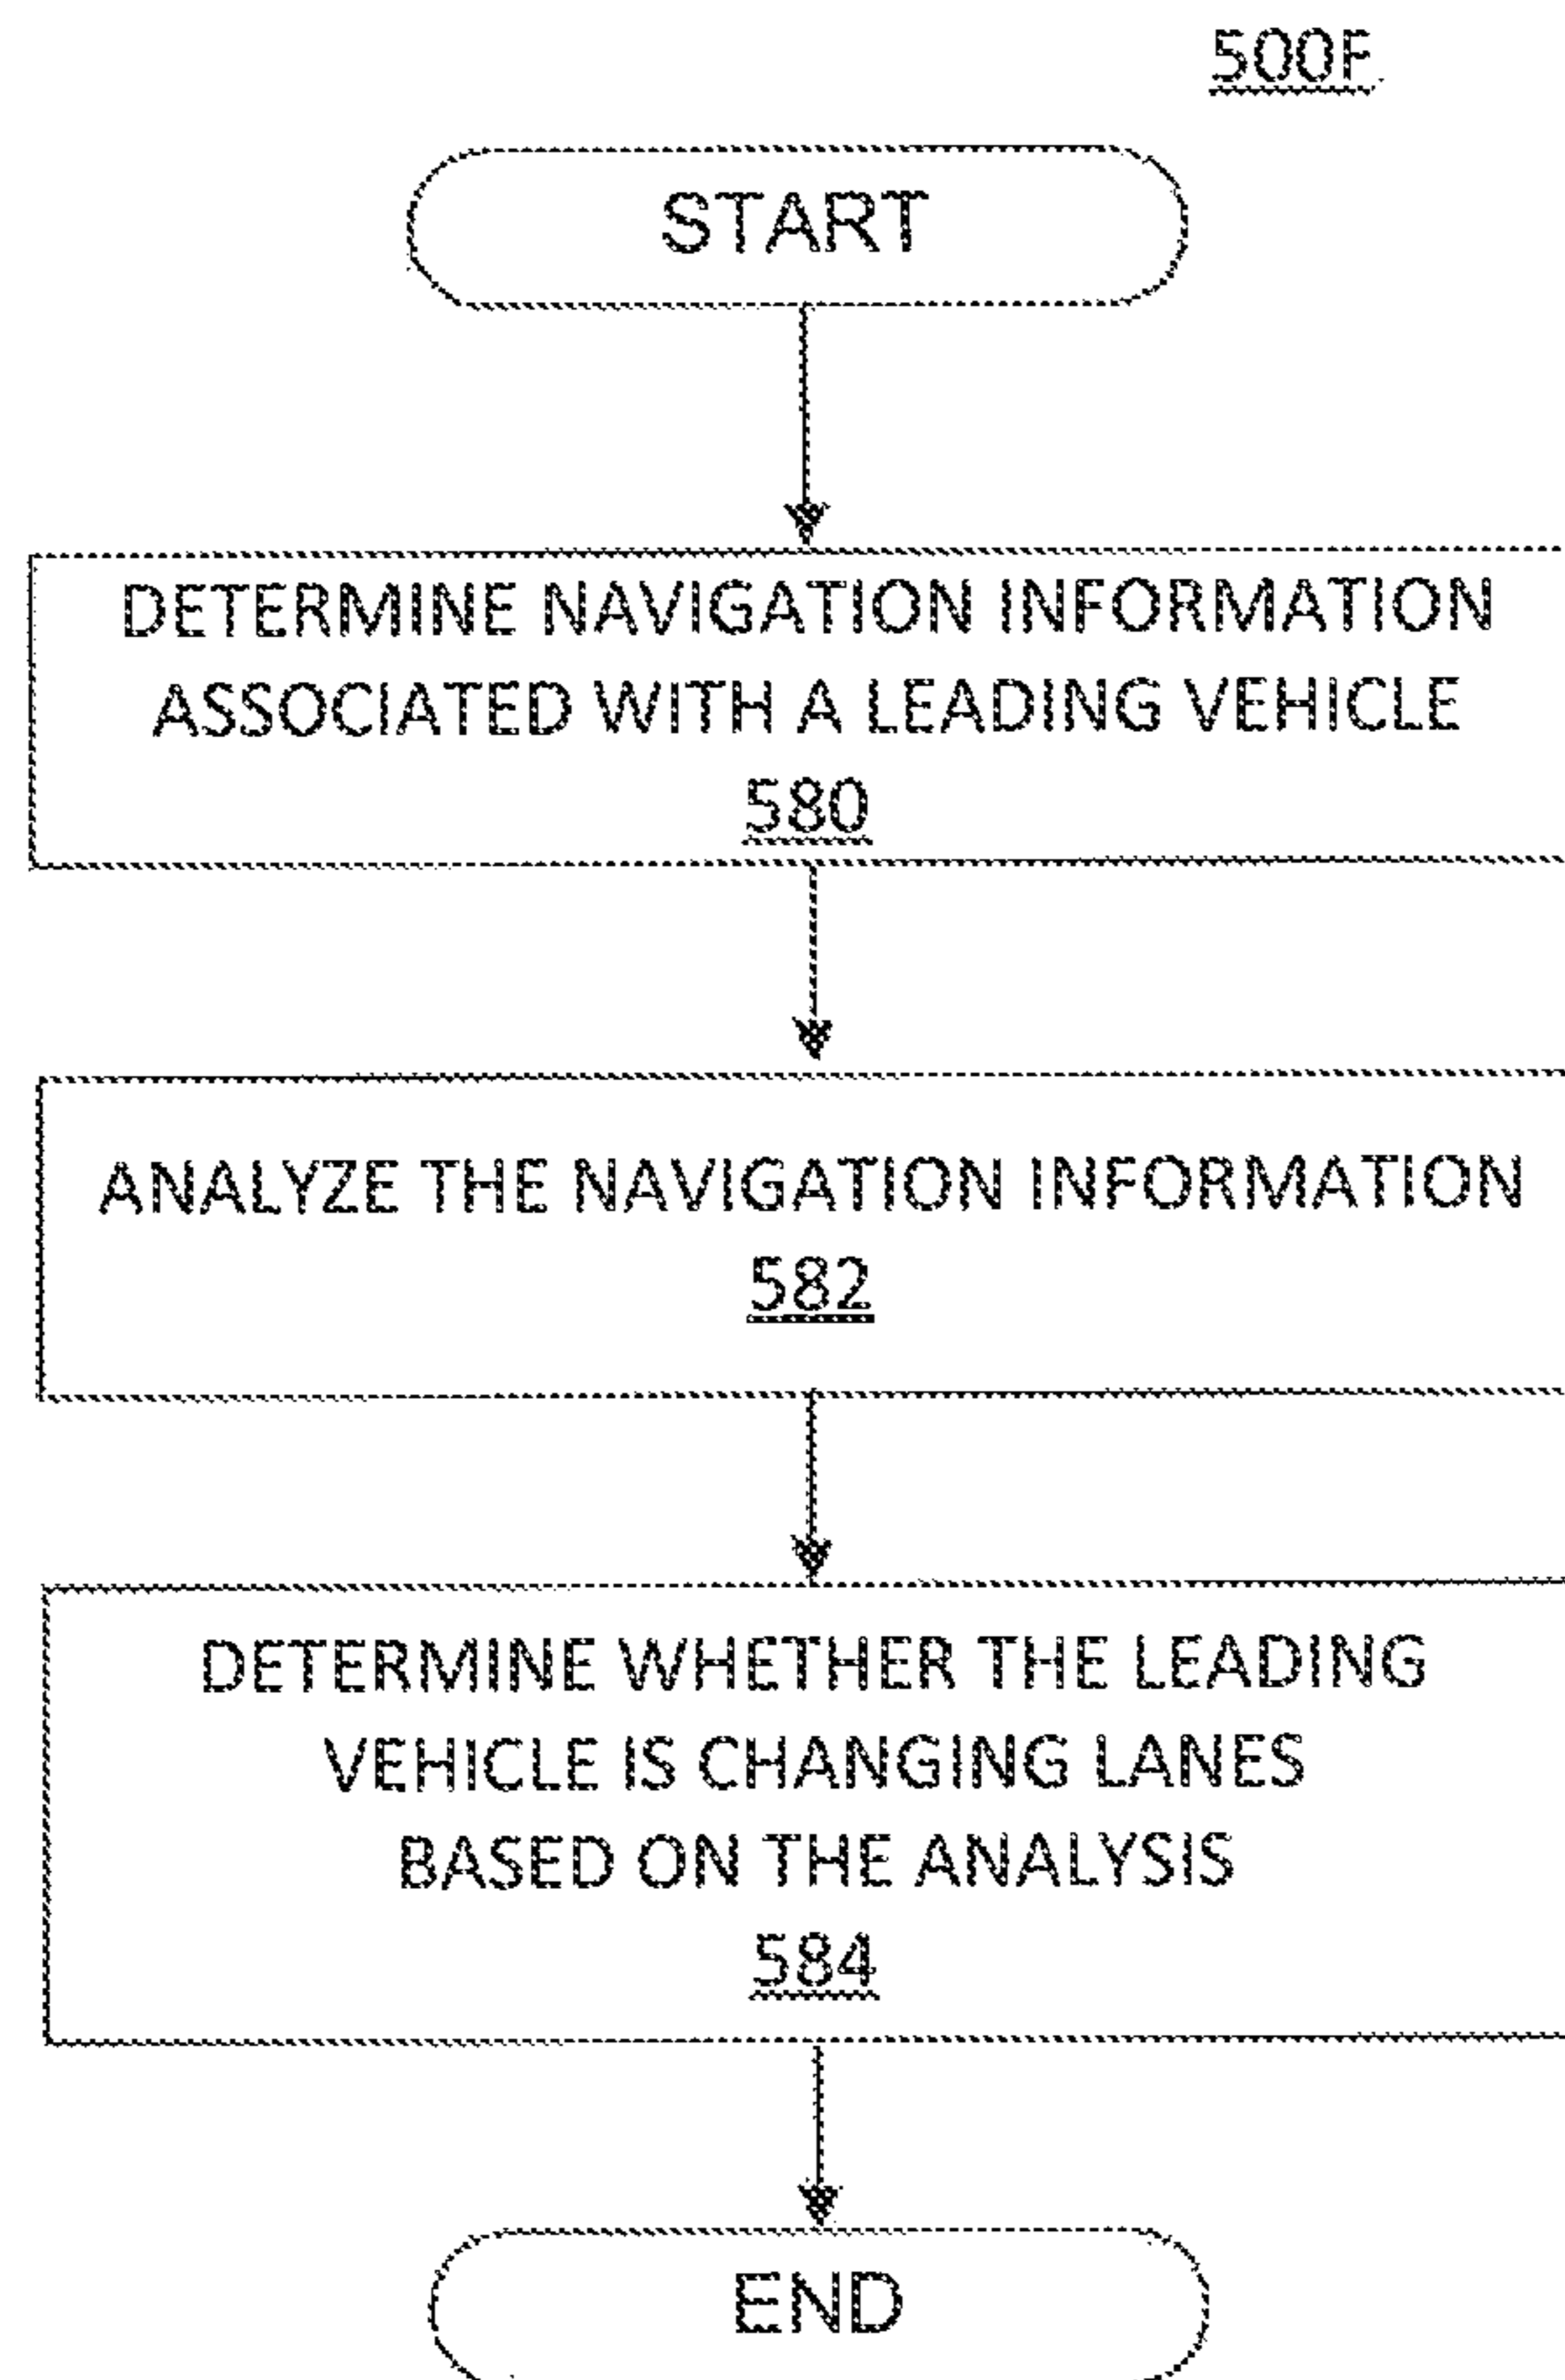 500F
START
DETERMINE NAVIGATION INFORMATION
ASSOCIATED WITH A LEADING VEHICLE
580
ANALYZE THE NAVIGATION INFORMATION
582
DETERMINE WHETHER THE LEADING
VEHICLE IS CHANGING LANES
BASED ON THE ANALYSIS
584
END